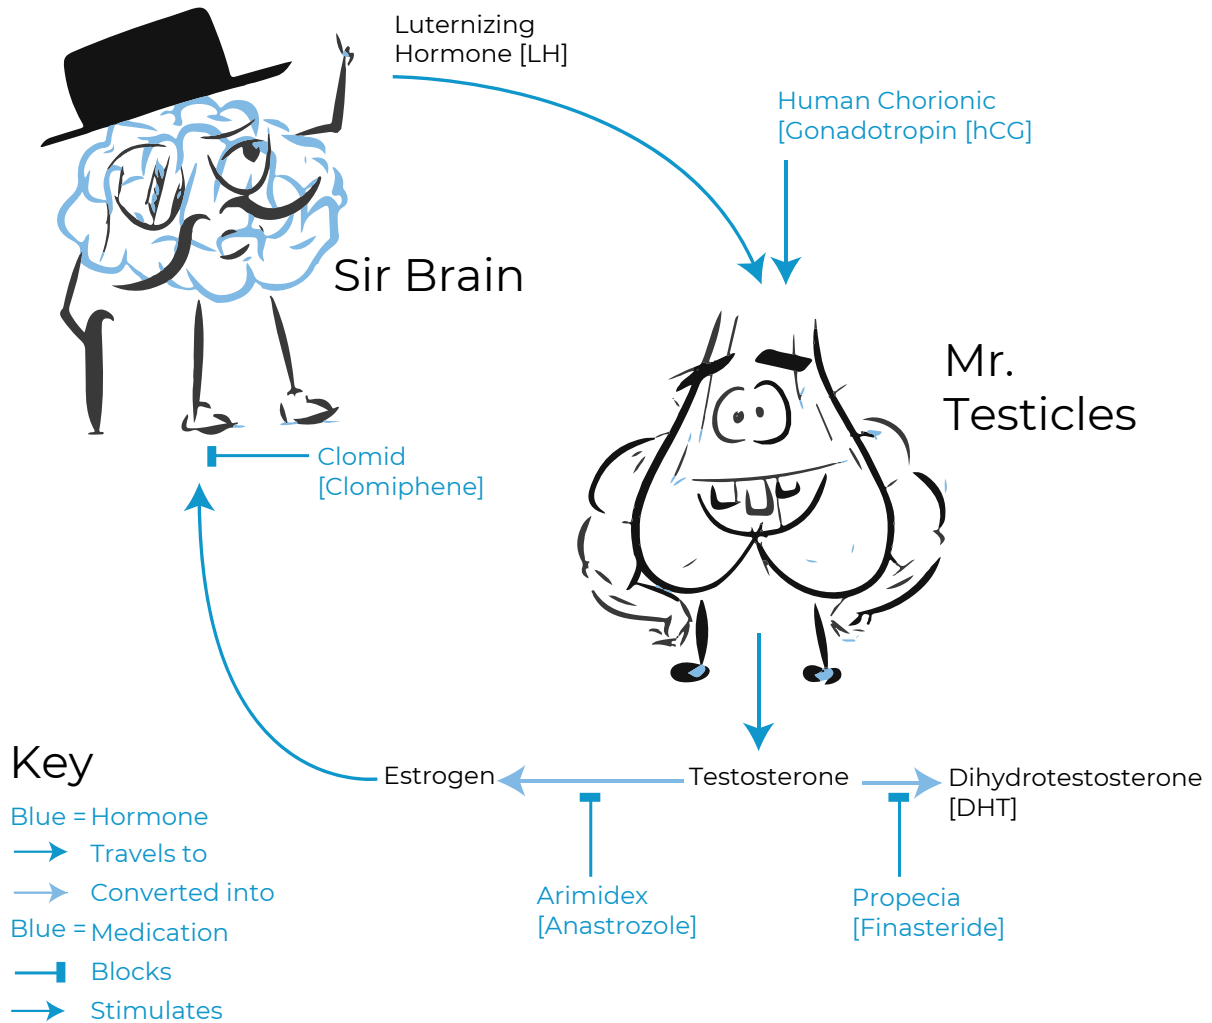 Luternizing
Hormone [LH]
Human Chorionic
[Gonadotropin [hCG]
Sir Brain
Mr.
Testicles
Clomid
[Clomiphene]
Estrogen
Testosterone
Dihydrotestosterone
[DHT]
Arimidex
[Anastrozole]
Propecia
[Finasteride]
Key
Blue = Hormone
Travels to
Converted into
Blue = Medication
Blocks
Stimulates